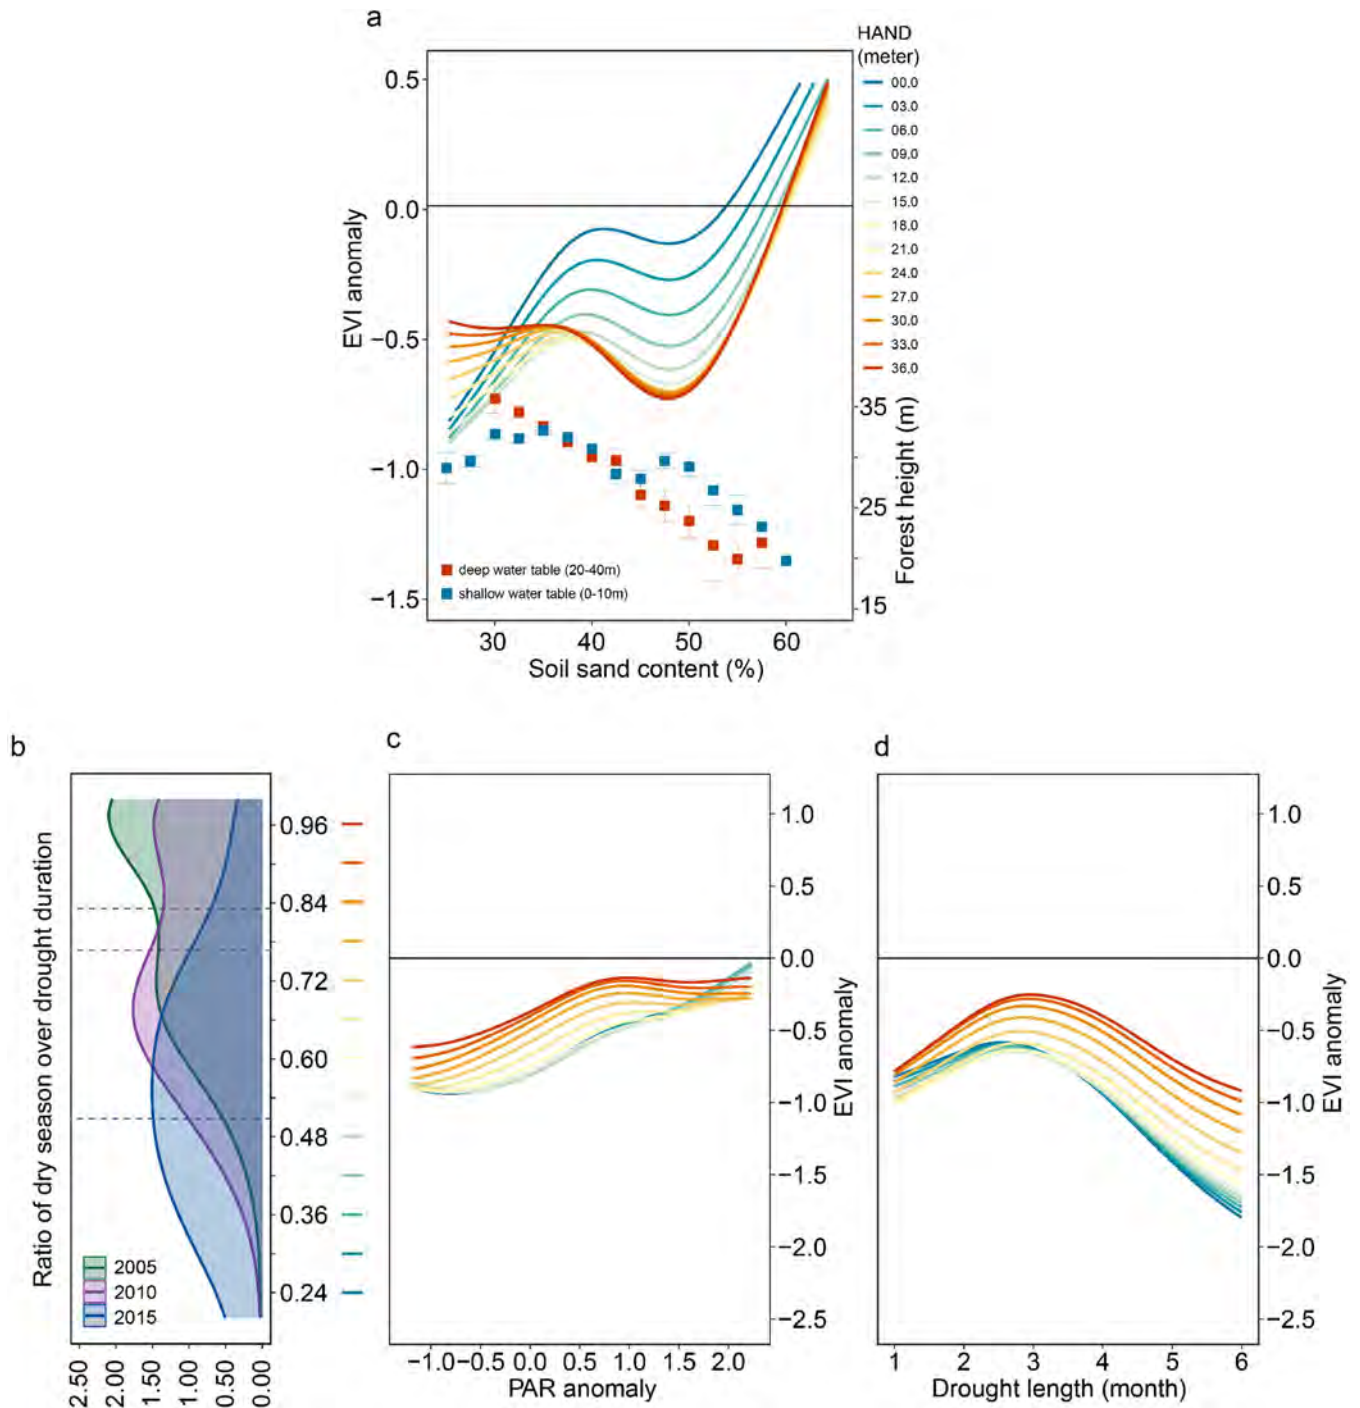 a
HAND
(meter)
00.0
03.0
06.0
09.0
12.0
15.0
18.0
21.0
24.0
27.0
30.0
33.0
36.0
EVI anomaly
0.5
0.0
−0.5
−1.0
−1.5
35
25
15
Forest height (m)
deep water table (20-40m)
shallow water table (0-10m)
30 40 50 60
Soil sand content (%)
b
Ratio of dry season over drought duration
0.96
0.84
0.72
0.60
0.48
0.36
0.24
2005
2010
2015
2.50 2.00 1.50 1.00 0.50 0.00
c
1.0
0.5
0.0
−0.5
−1.0
−1.5
−2.0
−2.5
EVI anomaly
−1.0 −0.5 0.0 0.5 1.0 1.5 2.0
PAR anomaly
d
1.0
0.5
0.0
−0.5
−1.0
−1.5
−2.0
−2.5
EVI anomaly
1 2 3 4 5 6
Drought length (month)